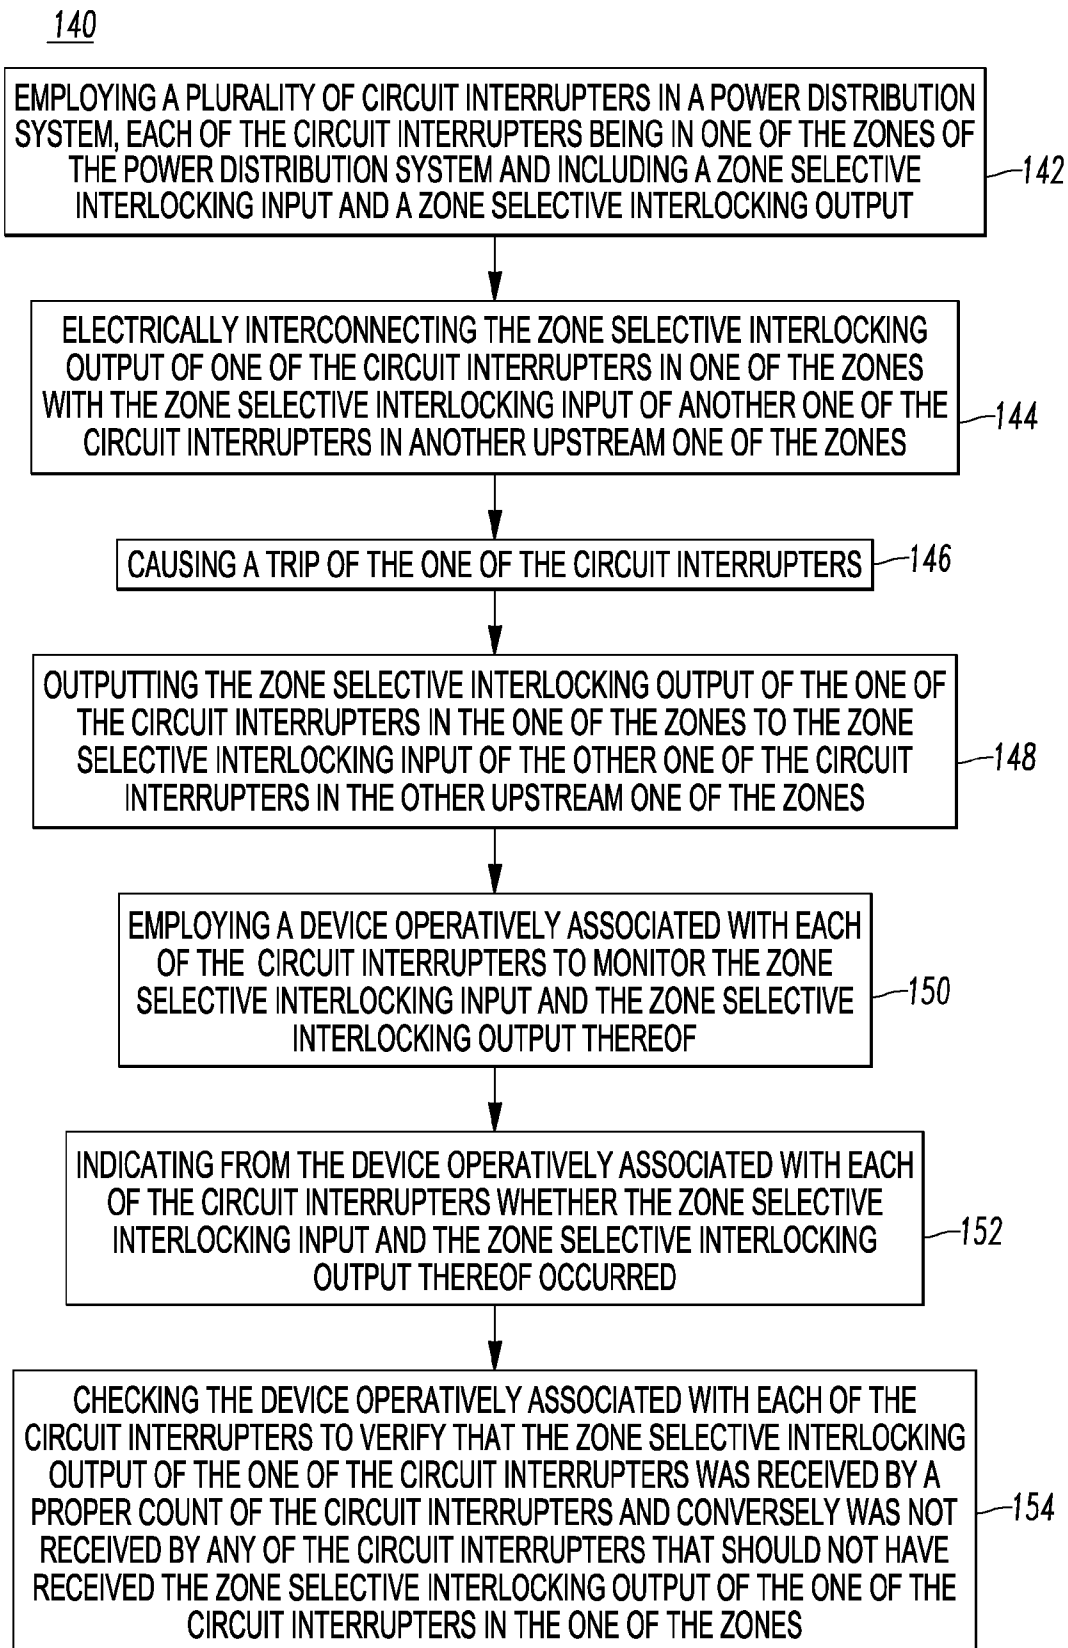 140
EMPLOYING A PLURALITY OF CIRCUIT INTERRUPTERS IN A POWER DISTRIBUTION
SYSTEM, EACH OF THE CIRCUIT INTERRUPTERS BEING IN ONE OF THE ZONES OF
THE POWER DISTRIBUTION SYSTEM AND INCLUDING A ZONE SELECTIVE
INTERLOCKING INPUT AND A ZONE SELECTIVE INTERLOCKING OUTPUT
142
ELECTRICALLY INTERCONNECTING THE ZONE SELECTIVE INTERLOCKING
OUTPUT OF ONE OF THE CIRCUIT INTERRUPTERS IN ONE OF THE ZONES
WITH THE ZONE SELECTIVE INTERLOCKING INPUT OF ANOTHER ONE OF THE
CIRCUIT INTERRUPTERS IN ANOTHER UPSTREAM ONE OF THE ZONES
144
CAUSING A TRIP OF THE ONE OF THE CIRCUIT INTERRUPTERS
146
OUTPUTTING THE ZONE SELECTIVE INTERLOCKING OUTPUT OF THE ONE OF
THE CIRCUIT INTERRUPTERS IN THE ONE OF THE ZONES TO THE ZONE
SELECTIVE INTERLOCKING INPUT OF THE OTHER ONE OF THE CIRCUIT
INTERRUPTERS IN THE OTHER UPSTREAM ONE OF THE ZONES
148
EMPLOYING A DEVICE OPERATIVELY ASSOCIATED WITH EACH
OF THE CIRCUIT INTERRUPTERS TO MONITOR THE ZONE
SELECTIVE INTERLOCKING INPUT AND THE ZONE SELECTIVE
INTERLOCKING OUTPUT THEREOF
150
INDICATING FROM THE DEVICE OPERATIVELY ASSOCIATED WITH EACH
OF THE CIRCUIT INTERRUPTERS WHETHER THE ZONE SELECTIVE
INTERLOCKING INPUT AND THE ZONE SELECTIVE INTERLOCKING
OUTPUT THEREOF OCCURRED
152
CHECKING THE DEVICE OPERATIVELY ASSOCIATED WITH EACH OF THE
CIRCUIT INTERRUPTERS TO VERIFY THAT THE ZONE SELECTIVE INTERLOCKING
OUTPUT OF THE ONE OF THE CIRCUIT INTERRUPTERS WAS RECEIVED BY A
PROPER COUNT OF THE CIRCUIT INTERRUPTERS AND CONVERSELY WAS NOT
RECEIVED BY ANY OF THE CIRCUIT INTERRUPTERS THAT SHOULD NOT HAVE
RECEIVED THE ZONE SELECTIVE INTERLOCKING OUTPUT OF THE ONE OF THE
CIRCUIT INTERRUPTERS IN THE ONE OF THE ZONES
154